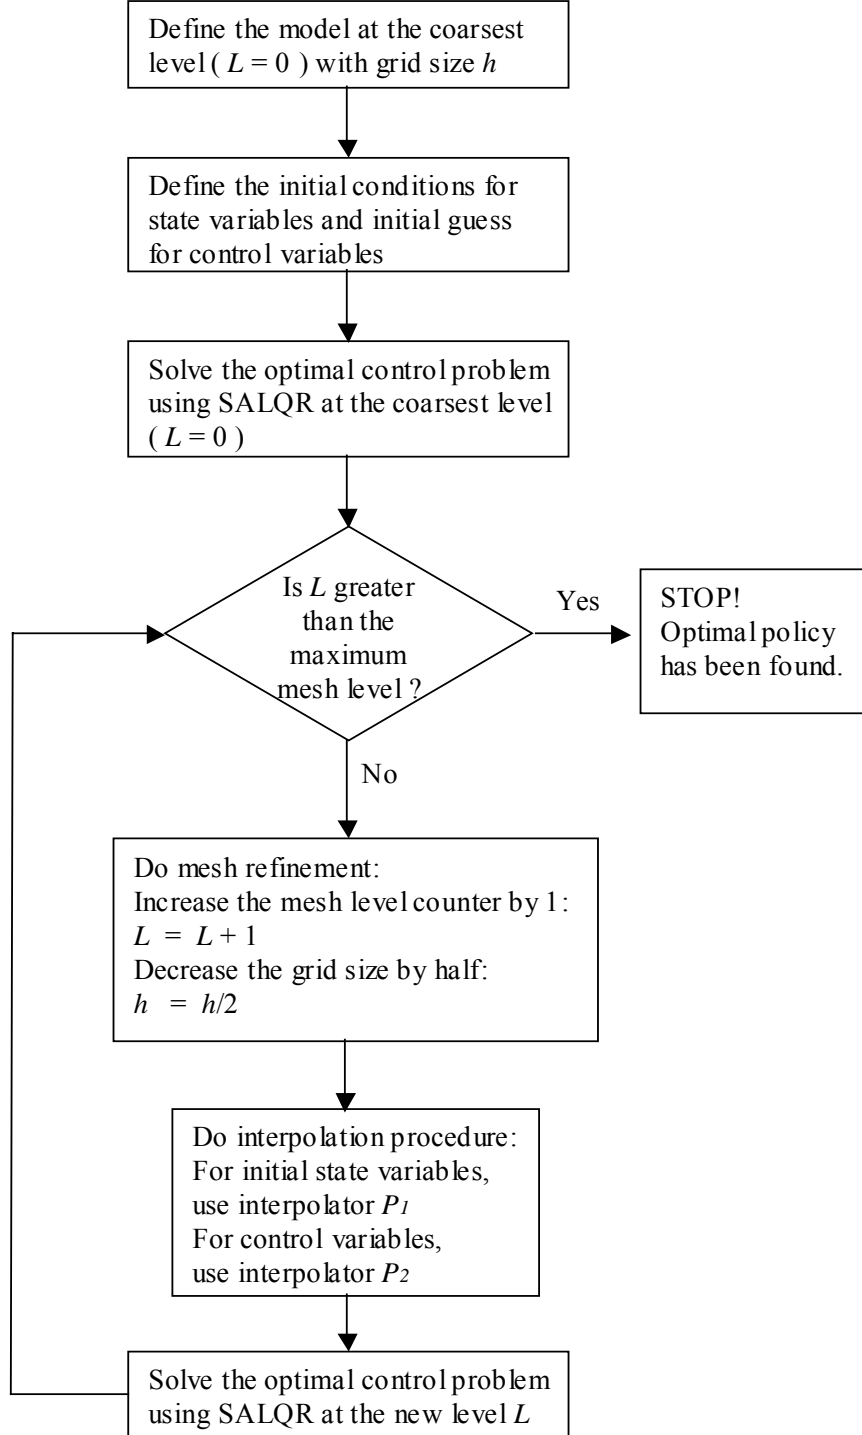 Define the model at the coarsest
level ( L = 0 ) with grid size h
Define the initial conditions for
state variables and initial guess
for control variables
Solve the optimal control problem
using SALQR at the coarsest level
( L = 0 )
Is L greater
than the
maximum
mesh level ?
Yes
STOP!
Optimal policy
has been found.
No
Do mesh refinement:
Increase the mesh level counter by 1:
L = L + 1
Decrease the grid size by half:
h = h/2
Do interpolation procedure:
For initial state variables,
use interpolator P1
For control variables,
use interpolator P2
Solve the optimal control problem
using SALQR at the new level L